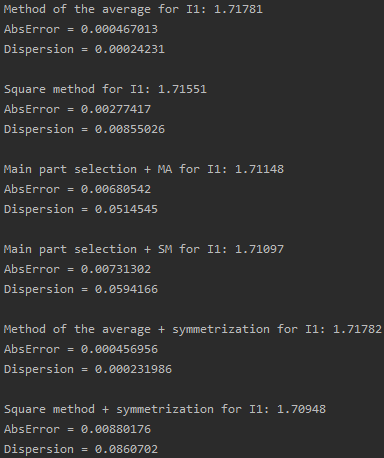 Method of the average for I1: 1.71781
AbsError = 0.000467013
Dispersion = 0.00024231
Square method for I1: 1.71551
AbsError = 0.00277417
Dispersion = 0.00855026
Main part selection + MA for I1: 1.71148
AbsError = 0.00680542
Dispersion = 0.0514545
Main part selection + SM for I1: 1.71097
AbsError = 0.00731302
Dispersion = 0.0594166
Method of the average + symmetrization for I1: 1.71782
AbsError = 0.000456956
Dispersion = 0.000231986
Square method + symmetrization for I1: 1.70948
AbsError = 0.00880176
Dispersion = 0.0860702